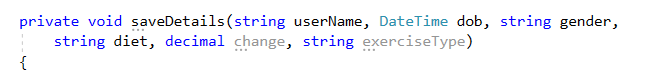 private void saveDetails(string userName, DateTime dob, string gender,
string diet, decimal change, string exerciseType)
{